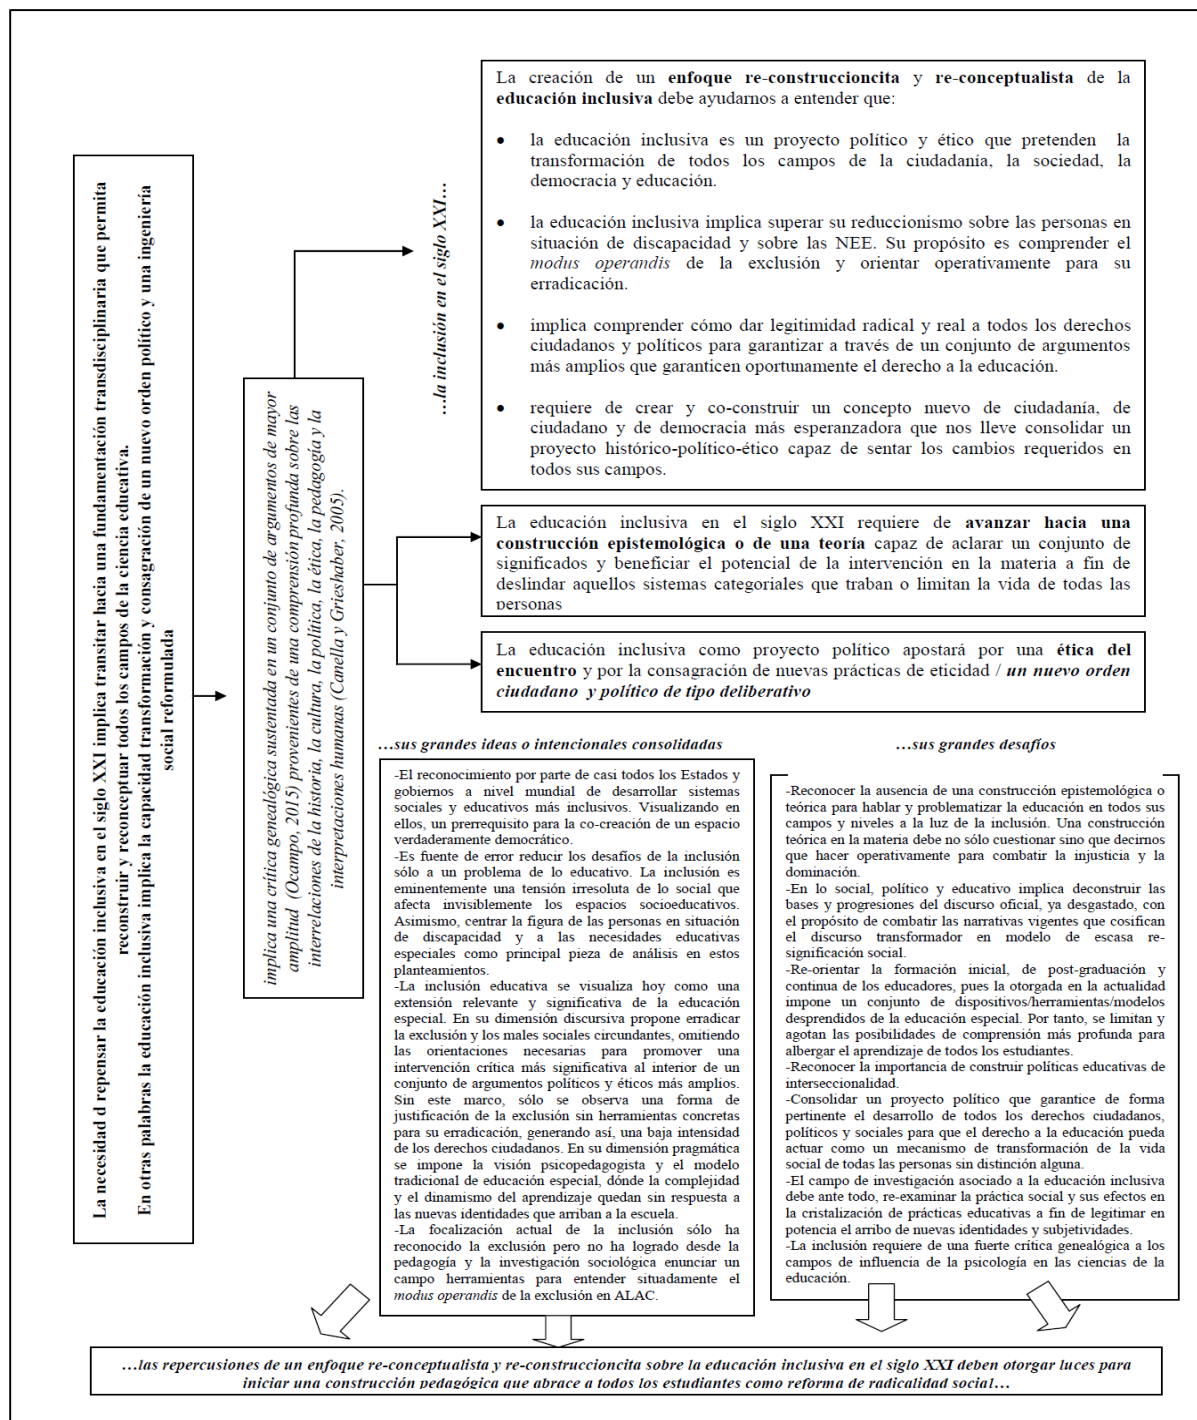 La necesidad d repensar la educación inclusiva en el siglo XXI implica transitar hacia una fundamentación transdisciplinaria que permita
reconstruir y reconceptuar todos los campos de la ciencia educativa.
En otras palabras la educación inclusiva implica la capacidad transformación y consagración de un nuevo orden político y una ingeniería
social reformulada
implica una crítica genealógica sustentada en un conjunto de argumentos de mayor
amplitud (Ocampo, 2015) provenientes de una comprensión profunda sobre las
interrelaciones de la historia, la cultura, la política, la ética, la pedagogía y la
interpretaciones humanas (Canella y Grieshaber, 2005).
…la inclusión en el siglo XXI…
La creación de un enfoque re-construccioncita y re-conceptualista de la
educación inclusiva debe ayudarnos a entender que:
• la educación inclusiva es un proyecto político y ético que pretenden la
transformación de todos los campos de la ciudadanía, la sociedad, la
democracia y educación.
• la educación inclusiva implica superar su reduccionismo sobre las personas en
situación de discapacidad y sobre las NEE. Su propósito es comprender el
modus operandis de la exclusión y orientar operativamente para su
erradicación.
• implica comprender cómo dar legitimidad radical y real a todos los derechos
ciudadanos y políticos para garantizar a través de un conjunto de argumentos
más amplios que garanticen oportunamente el derecho a la educación.
• requiere de crear y co-construir un concepto nuevo de ciudadanía, de
ciudadano y de democracia más esperanzadora que nos lleve consolidar un
proyecto histórico-político-ético capaz de sentar los cambios requeridos en
todos sus campos.
La educación inclusiva en el siglo XXI requiere de avanzar hacia una
construcción epistemológica o de una teoría capaz de aclarar un conjunto de
significados y beneficiar el potencial de la intervención en la materia a fin de
deslindar aquellos sistemas categoriales que traban o limitan la vida de todas las
personas
La educación inclusiva como proyecto político apostará por una ética del
encuentro y por la consagración de nuevas prácticas de eticidad / un nuevo orden
ciudadano y político de tipo deliberativo
…sus grandes ideas o intencionales consolidadas
-El reconocimiento por parte de casi todos los Estados y
gobiernos a nivel mundial de desarrollar sistemas
sociales y educativos más inclusivos. Visualizando en
ellos, un prerrequisito para la co-creación de un espacio
verdaderamente democrático.
-Es fuente de error reducir los desafíos de la inclusión
sólo a un problema de lo educativo. La inclusión es
eminentemente una tensión irresoluta de lo social que
afecta invisiblemente los espacios socioeducativos.
Asimismo, centrar la figura de las personas en situación
de discapacidad y a las necesidades educativas
especiales como principal pieza de análisis en estos
planteamientos.
-La inclusión educativa se visualiza hoy como una
extensión relevante y significativa de la educación
especial. En su dimensión discursiva propone erradicar
la exclusión y los males sociales circundantes, omitiendo
las orientaciones necesarias para promover una
intervención crítica más significativa al interior de un
conjunto de argumentos políticos y éticos más amplios.
Sin este marco, sólo se observa una forma de
justificación de la exclusión sin herramientas concretas
para su erradicación, generando así, una baja intensidad
de los derechos ciudadanos. En su dimensión pragmática
se impone la visión psicopedagogista y el modelo
tradicional de educación especial, dónde la complejidad
y el dinamismo del aprendizaje quedan sin respuesta a
las nuevas identidades que arriban a la escuela.
-La focalización actual de la inclusión sólo ha
reconocido la exclusión pero no ha logrado desde la
pedagogía y la investigación sociológica enunciar un
campo herramientas para entender situadamente el
modus operandis de la exclusión en ALAC.
…sus grandes desafíos
-Reconocer la ausencia de una construcción epistemológica o
teórica para hablar y problematizar la educación en todos sus
campos y niveles a la luz de la inclusión. Una construcción
teórica en la materia debe no sólo cuestionar sino que decirnos
que hacer operativamente para combatir la injusticia y la
dominación.
-En lo social, político y educativo implica deconstruir las
bases y progresiones del discurso oficial, ya desgastado, con
el propósito de combatir las narrativas vigentes que cosifican
el discurso transformador en modelo de escasa re-
significación social.
-Re-orientar la formación inicial, de post-graduación y
continua de los educadores, pues la otorgada en la actualidad
impone un conjunto de dispositivos/herramientas/modelos
desprendidos de la educación especial. Por tanto, se limitan y
agotan las posibilidades de comprensión más profunda para
albergar el aprendizaje de todos los estudiantes.
-Reconocer la importancia de construir políticas educativas de
interseccionalidad.
-Consolidar un proyecto político que garantice de forma
pertinente el desarrollo de todos los derechos ciudadanos,
políticos y sociales para que el derecho a la educación pueda
actuar como un mecanismo de transformación de la vida
social de todas las personas sin distinción alguna.
-El campo de investigación asociado a la educación inclusiva
debe ante todo, re-examinar la práctica social y sus efectos en
la cristalización de prácticas educativas a fin de legitimar en
potencia el arribo de nuevas identidades y subjetividades.
-La inclusión requiere de una fuerte crítica genealógica a los
campos de influencia de la psicología en las ciencias de la
educación.
…las repercusiones de un enfoque re-conceptualista y re-construccioncita sobre la educación inclusiva en el siglo XXI deben otorgar luces para
iniciar una construcción pedagógica que abrace a todos los estudiantes como reforma de radicalidad social…